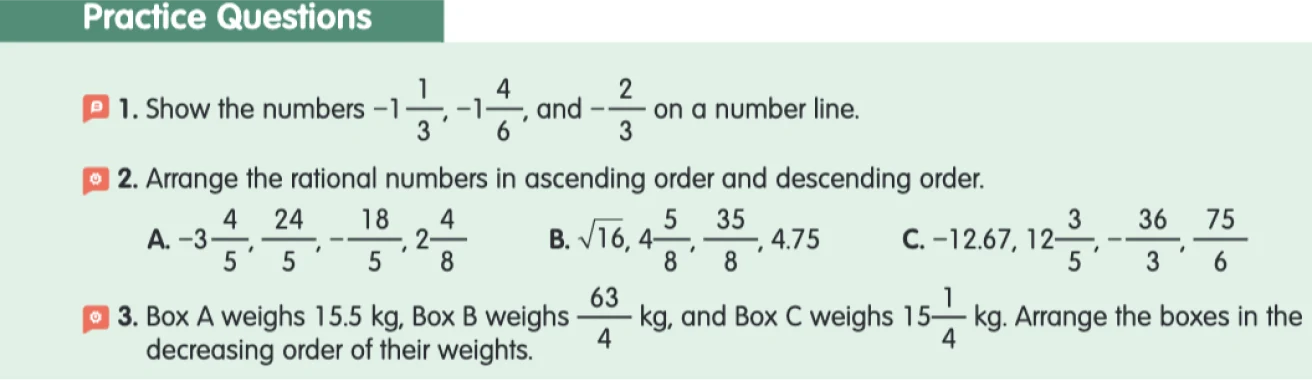 Practice Questions
1. Show the numbers −1 1/3, −1 4/6, and −2/3 on a number line.
2. Arrange the rational numbers in ascending order and descending order.
A. −3 4/5, 24/5, −18/5, 2 4/8 B. √16, 4 5/8, 35/8, 4.75 C. −12.67, 12 3/5, −36/3, 75/6
3. Box A weighs 15.5 kg, Box B weighs 63/4 kg, and Box C weighs 15 1/4 kg. Arrange the boxes in the
decreasing order of their weights.